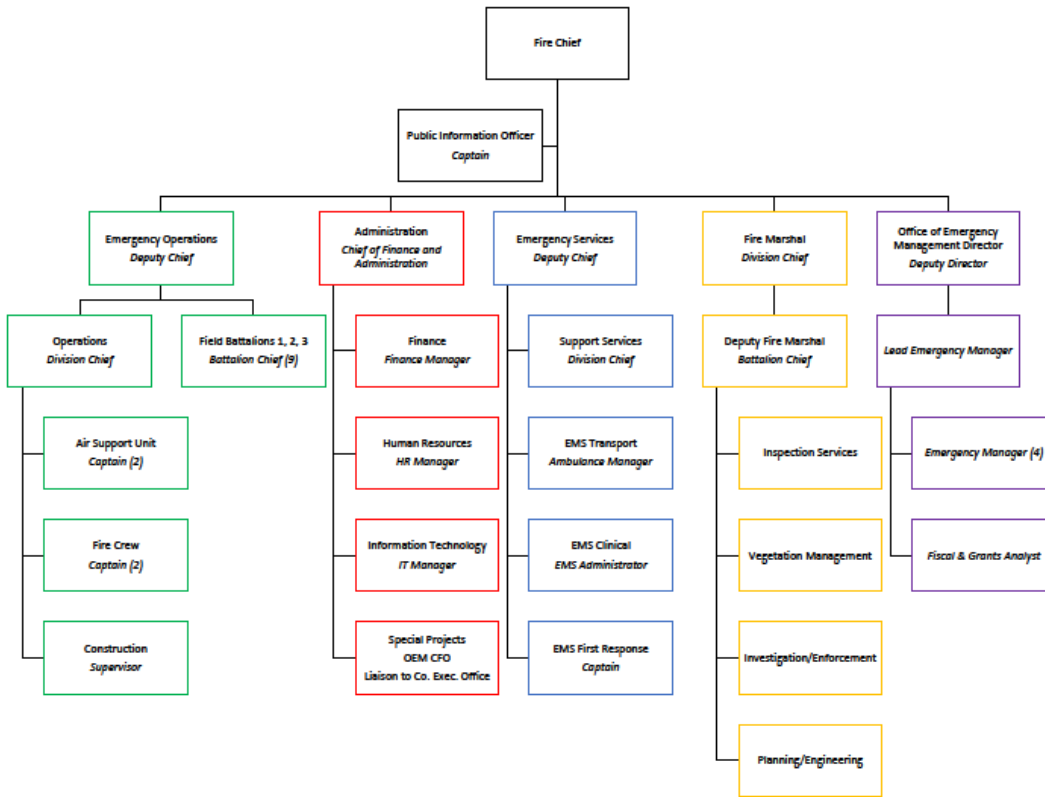 Fire Chief
Public Information Officer
Captain
Emergency Operations
Deputy Chief
Administration
Chief of Finance and
Administration
Emergency Services
Deputy Chief
Fire Marshal
Division Chief
Office of Emergency
Management Director
Deputy Director
Operations
Division Chief
Field Battalions 1, 2, 3
Battalion Chief (9)
Finance
Finance Manager
Support Services
Division Chief
Deputy Fire Marshal
Battalion Chief
Lead Emergency Manager
Air Support Unit
Captain (2)
Human Resources
HR Manager
EMS Transport
Ambulance Manager
Inspection Services
Emergency Manager (4)
Fire Crew
Captain (2)
Information Technology
IT Manager
EMS Clinical
EMS Administrator
Vegetation Management
Fiscal & Grants Analyst
Construction
Supervisor
Special Projects
OEM CFO
Liaison to Co. Exec. Office
EMS First Response
Captain
Investigation/Enforcement
Planning/Engineering